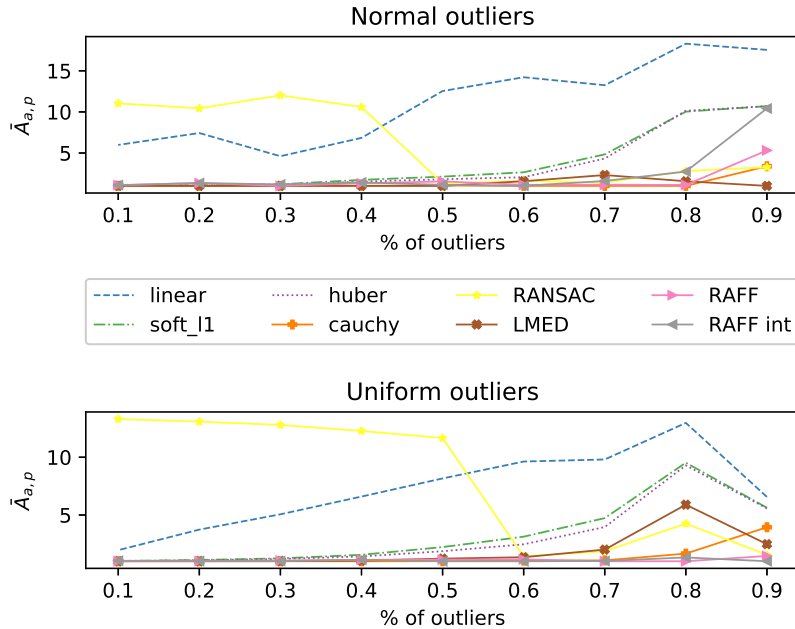 Normal outliers
15
10
5
Ā a,p
0.1 0.2 0.3 0.4 0.5 0.6 0.7 0.8 0.9
% of outliers
linear huber RANSAC RAFF
soft_l1 cauchy LMED RAFF int
Uniform outliers
10
5
Ā a,p
0.1 0.2 0.3 0.4 0.5 0.6 0.7 0.8 0.9
% of outliers